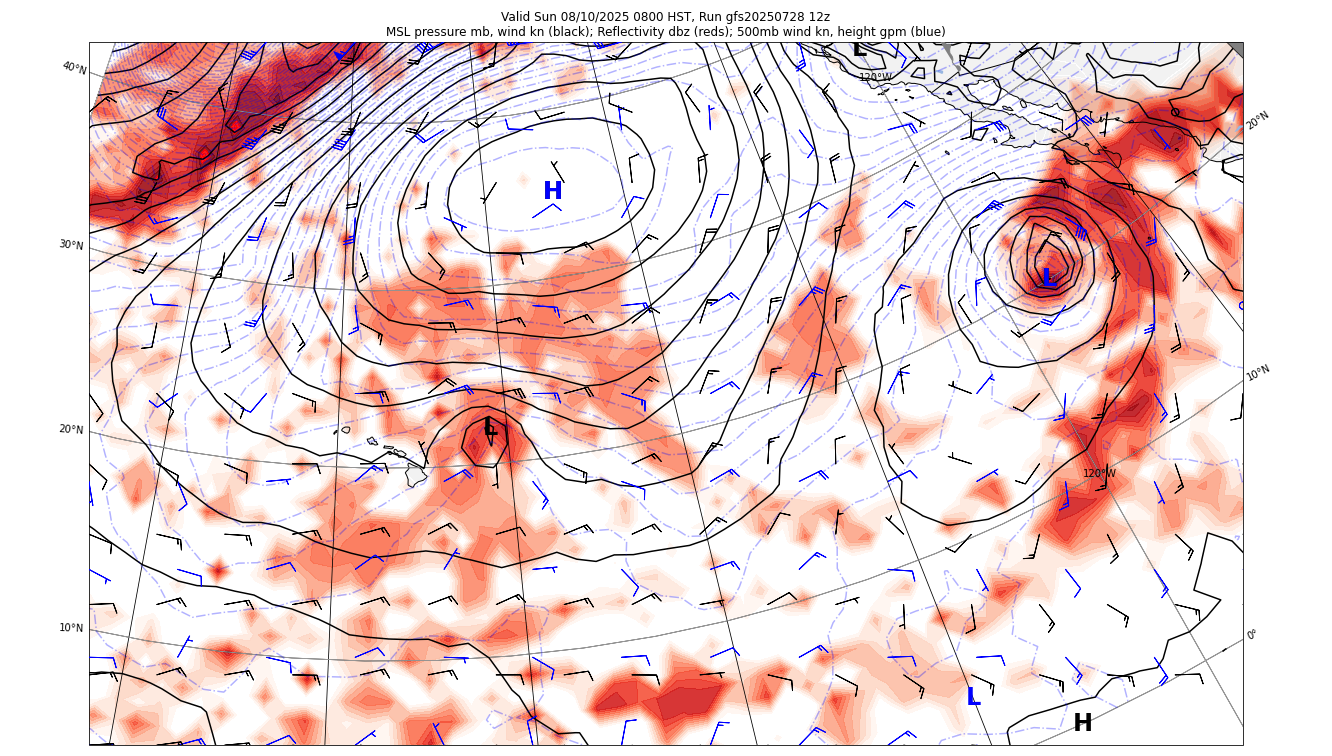 Valid Sun 08/10/2025 0800 HST, Run gfs20250728 12z
MSL pressure mb, wind kn (black); Reflectivity dbz (reds); 500mb wind kn, height gpm (blue)
L
40°N
120°W
20°N
H
30°N
L
10°N
20°N
L
120°W
10°N
0°
L
H